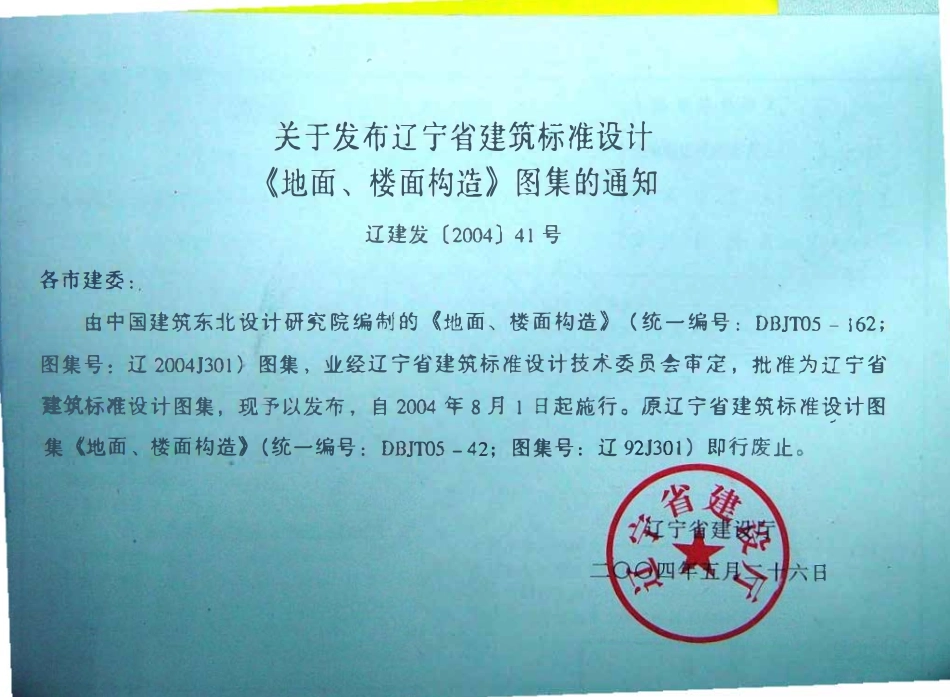 关于发布辽宁省建筑标准设计
《地面、楼面构造》图集的通知
辽建发〔2004〕41号
各市建委：
由中国建筑东北设计研究院编制的《地面、楼面构造》（统一编号：DBJT05-162；
图集号：辽2004J301）图集，业经辽宁省建筑标准设计技术委员会审定，批准为辽宁省
建筑标准设计图集，现予以发布，自2004年8月1日起施行。原辽宁省建筑标准设计图
集《地面、楼面构造》（统一编号：DBJT05-42；图集号：辽92J301）即行废止。
辽宁省建设厅
辽宁省建设厅
二〇〇四年五月二十六日